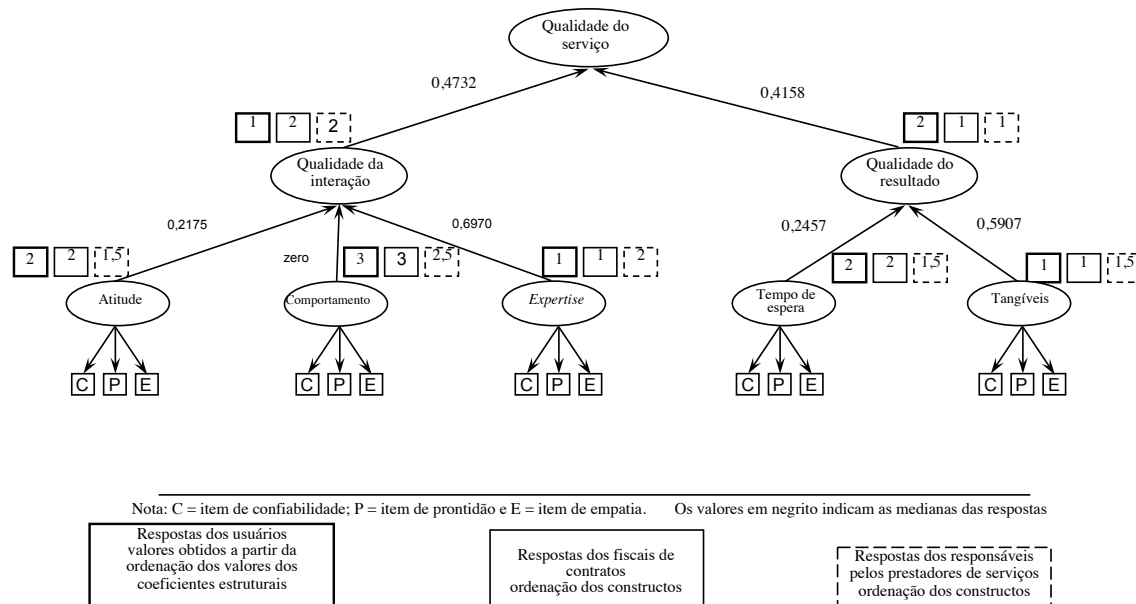 Qualidade do
serviço
0,4732
0,4158
1 2 2
2 1 1
Qualidade da
interação
Qualidade do
resultado
0,2175
0,6970
0,2457
0,5907
zero
2 2 1,5
3 3 2,5
1 1 2
2 2 1,5
1 1 1,5
Atitude
Comportamento
Expertise
Tempo de
espera
Tangíveis
C P E
C P E
C P E
C P E
C P E
Nota: C = item de confiabilidade; P = item de prontidão e E = item de empatia. Os valores em negrito indicam as medianas das respostas
Respostas dos usuários
valores obtidos a partir da
ordenação dos valores dos
coeficientes estruturais
Respostas dos fiscais de
contratos
ordenação dos constructos
Respostas dos responsáveis
pelos prestadores de serviços
ordenação dos constructos